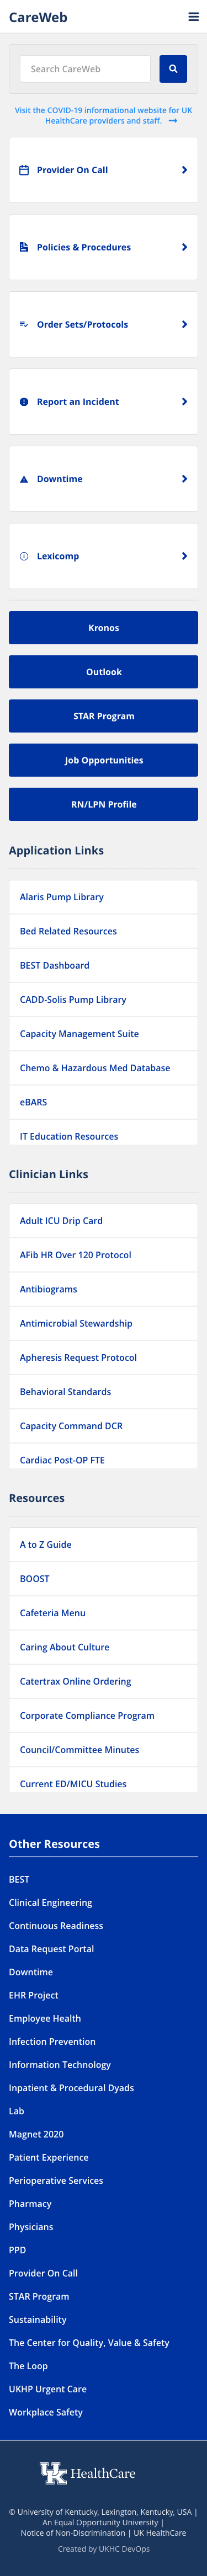 CareWeb
Search CareWeb
Visit the COVID-19 informational website for UK
HealthCare providers and staff.
Provider On Call
Policies & Procedures
Order Sets/Protocols
Report an Incident
Downtime
Lexicomp
Kronos
Outlook
STAR Program
Job Opportunities
RN/LPN Profile
Application Links
Alaris Pump Library
Bed Related Resources
BEST Dashboard
CADD-Solis Pump Library
Capacity Management Suite
Chemo & Hazardous Med Database
eBARS
IT Education Resources
Clinician Links
Adult ICU Drip Card
AFib HR Over 120 Protocol
Antibiograms
Antimicrobial Stewardship
Apheresis Request Protocol
Behavioral Standards
Capacity Command DCR
Cardiac Post-OP FTE
Resources
A to Z Guide
BOOST
Cafeteria Menu
Caring About Culture
Catertrax Online Ordering
Corporate Compliance Program
Council/Committee Minutes
Current ED/MICU Studies
Other Resources
BEST
Clinical Engineering
Continuous Readiness
Data Request Portal
Downtime
EHR Project
Employee Health
Infection Prevention
Information Technology
Inpatient & Procedural Dyads
Lab
Magnet 2020
Patient Experience
Perioperative Services
Pharmacy
Physicians
PPD
Provider On Call
STAR Program
Sustainability
The Center for Quality, Value & Safety
The Loop
UKHP Urgent Care
Workplace Safety
UK HealthCare
© University of Kentucky, Lexington, Kentucky, USA |
An Equal Opportunity University |
Notice of Non-Discrimination | UK HealthCare
Created by UKHC DevOps